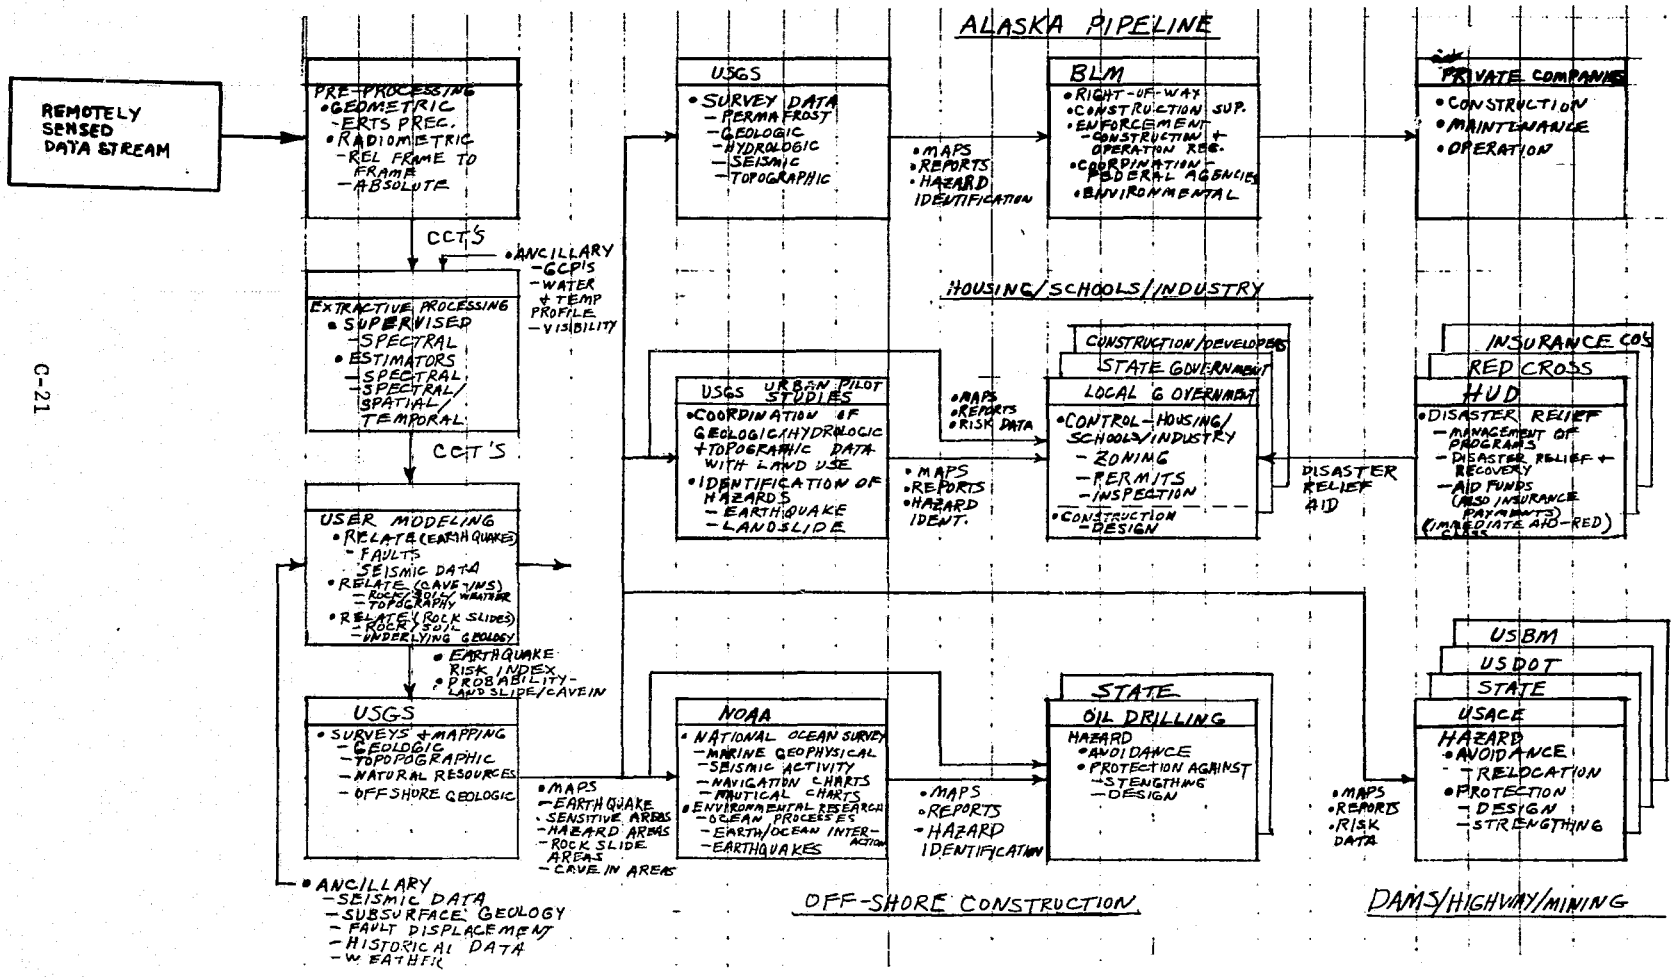 ALASKA PIPELINE
REMOTELY
SENSED
DATA STREAM
PRE-PROCESSING
•GEOMETRIC
-ERTS PREC.
•RADIOMETRIC
-REL FRAME TO
FRAME
-ABSOLUTE
CCT'S
•ANCILLARY
-GCP'S
-WATER
+ TEMP
PROFILE
-VISIBILITY
EXTRACTIVE PROCESSING
•SUPERVISED
-SPECTRAL
•ESTIMATORS
-SPECTRAL
-SPECTRAL/
SPATIAL/
TEMPORAL
CCT'S
USER MODELING
•RELATE (EARTHQUAKES)
-FAULTS
SEISMIC DATA
•RELATE (CAVE-INS)
-ROCK/SOIL/WEATHER
-TOPOGRAPHY
•RELATE (ROCK SLIDES)
-ROCK/SOIL
-UNDERLYING GEOLOGY
•EARTHQUAKE
RISK INDEX
•PROBABILITY-
LANDSLIDE/CAVEIN
USGS
•SURVEYS + MAPPING
-GEOLOGIC
-TOPOPOGRAPHIC
-NATURAL RESOURCES
-OFFSHORE GEOLOGIC
•ANCILLARY
-SEISMIC DATA
-SUBSURFACE GEOLOGY
-FAULT DISPLACEMENT
-HISTORICAL DATA
-WEATHER
•MAPS
-EARTHQUAKE
SENSITIVE AREAS
-HAZARD AREAS
-ROCK SLIDE
AREAS
-CAVE IN AREAS
USGS
•SURVEY DATA
-PERMAFROST
-GEOLOGIC
-HYDROLOGIC
-SEISMIC
-TOPOGRAPHIC
•MAPS
•REPORTS
•HAZARD
IDENTIFICATION
BLM
•RIGHT-OF-WAY
•CONSTRUCTION SUP.
•ENFORCEMENT
-CONSTRUCTION +
OPERATION REG.
•COORDINATION-
FEDERAL AGENCIES
•ENVIRONMENTAL
PRIVATE COMPANIES
•CONSTRUCTION
•MAINTENANCE
•OPERATION
HOUSING/SCHOOLS/INDUSTRY
USGS URBAN PILOT
STUDIES
•COORDINATION OF
GEOLOGIC/HYDROLOGIC
+TOPOGRAPHIC DATA
WITH LAND USE
•IDENTIFICATION OF
HAZARDS
-EARTHQUAKE
-LANDSLIDE
•MAPS
•REPORTS
•RISK DATA
•MAPS
•REPORTS
•HAZARD
IDENT.
CONSTRUCTION/DEVELOPERS
STATE GOVERNMENT
LOCAL GOVERNMENT
•CONTROL-HOUSING/
SCHOOLS/INDUSTRY
-ZONING
-PERMITS
-INSPECTION
•CONSTRUCTION
-DESIGN
DISASTER
RELIEF
AID
INSURANCE CO'S
RED CROSS
HUD
•DISASTER RELIEF
-MANAGEMENT OF
PROGRAMS
-DISASTER RELIEF +
RECOVERY
-AID FUNDS
(ALSO INSURANCE
PAYMENTS)
(IMMEDIATE AID-RED)
CROSS
NOAA
•NATIONAL OCEAN SURVEY
-MARINE GEOPHYSICAL
-SEISMIC ACTIVITY
-NAVIGATION CHARTS
-NAUTICAL CHARTS
•ENVIRONMENTAL RESEARCH
-OCEAN PROCESSES
-EARTH/OCEAN INTER-
ACTION
-EARTHQUAKES
•MAPS
•REPORTS
-HAZARD
IDENTIFICATION
STATE
OIL DRILLING
HAZARD
•AVOIDANCE
•PROTECTION AGAINST
-STENGTHING
-DESIGN
•MAPS
•REPORTS
•RISK
DATA
USBM
USDOT
STATE
USACE
HAZARD
•AVOIDANCE
-RELOCATION
•PROTECTION
-DESIGN
-STRENGTHING
OFF-SHORE CONSTRUCTION
DAMS/HIGHWAY/MINING
C-21